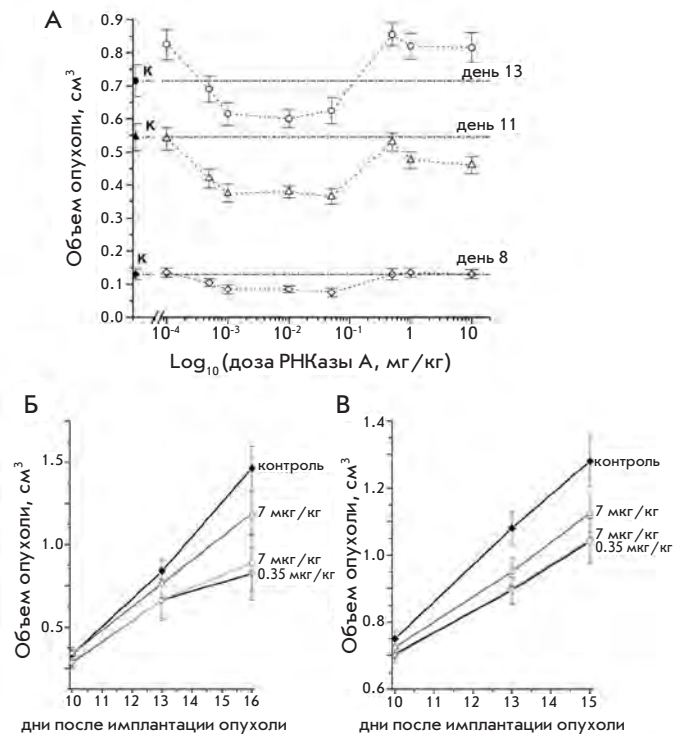 А
Объем опухоли, см³
0.9
0.8
0.7
0.6
0.5
0.4
0.3
0.2
0.1
0.0
К
день 13
К
день 11
К
день 8
10⁻⁴ 10⁻³ 10⁻² 10⁻¹ 1 10
Log₁₀ (доза РНКазы А, мг/кг)
Б
Объем опухоли, см³
1.5
1.0
0.5
контроль
7 мкг/кг
7 мкг/кг
0.35 мкг/кг
10 11 12 13 14 15 16
дни после имплантации опухоли
В
Объем опухоли, см³
1.4
1.2
1.0
0.8
0.6
контроль
7 мкг/кг
7 мкг/кг
0.35 мкг/кг
10 11 12 13 14 15
дни после имплантации опухоли